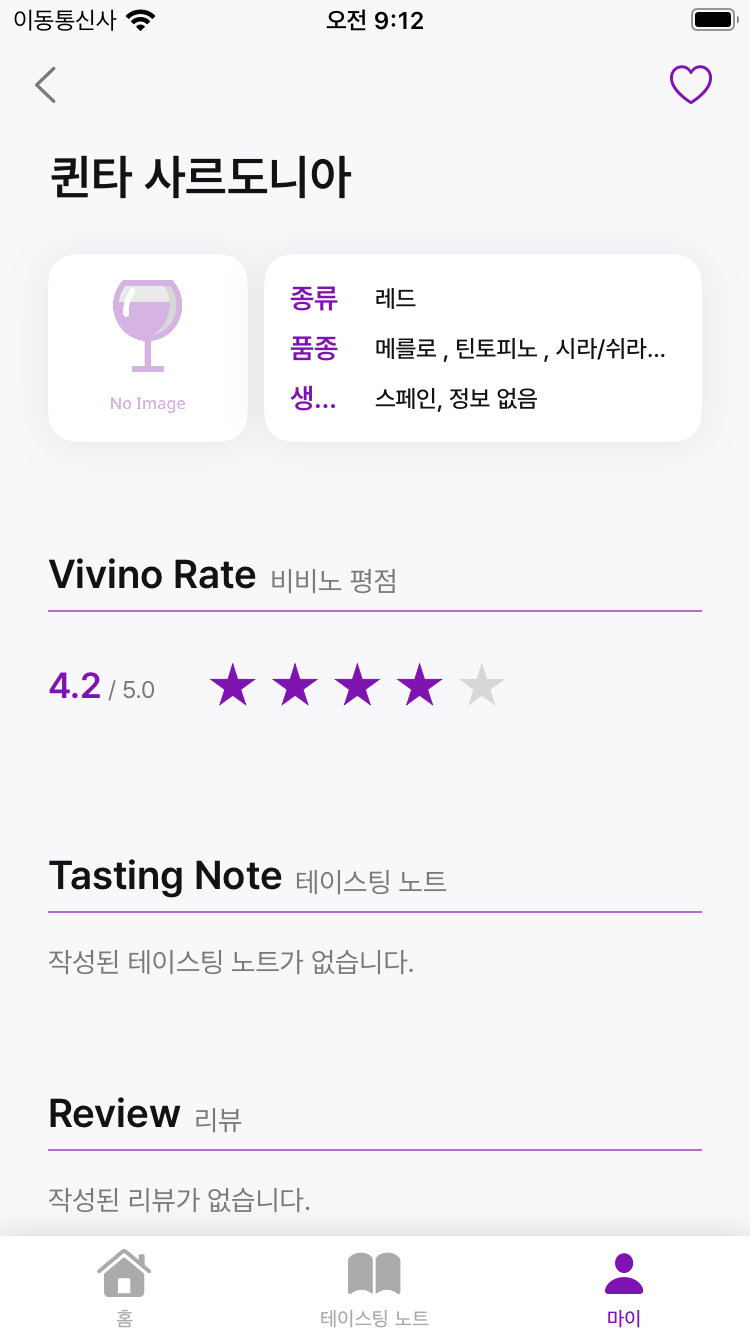 이동통신사 오전 9:12
퀸타 사르도니아
No Image
종류 레드
품종 메를로 , 틴토피노 , 시라/쉬라...
생... 스페인, 정보 없음
Vivino Rate 비비노 평점
4.2 / 5.0
Tasting Note 테이스팅 노트
작성된 테이스팅 노트가 없습니다.
Review 리뷰
작성된 리뷰가 없습니다.
홈 테이스팅 노트 마이